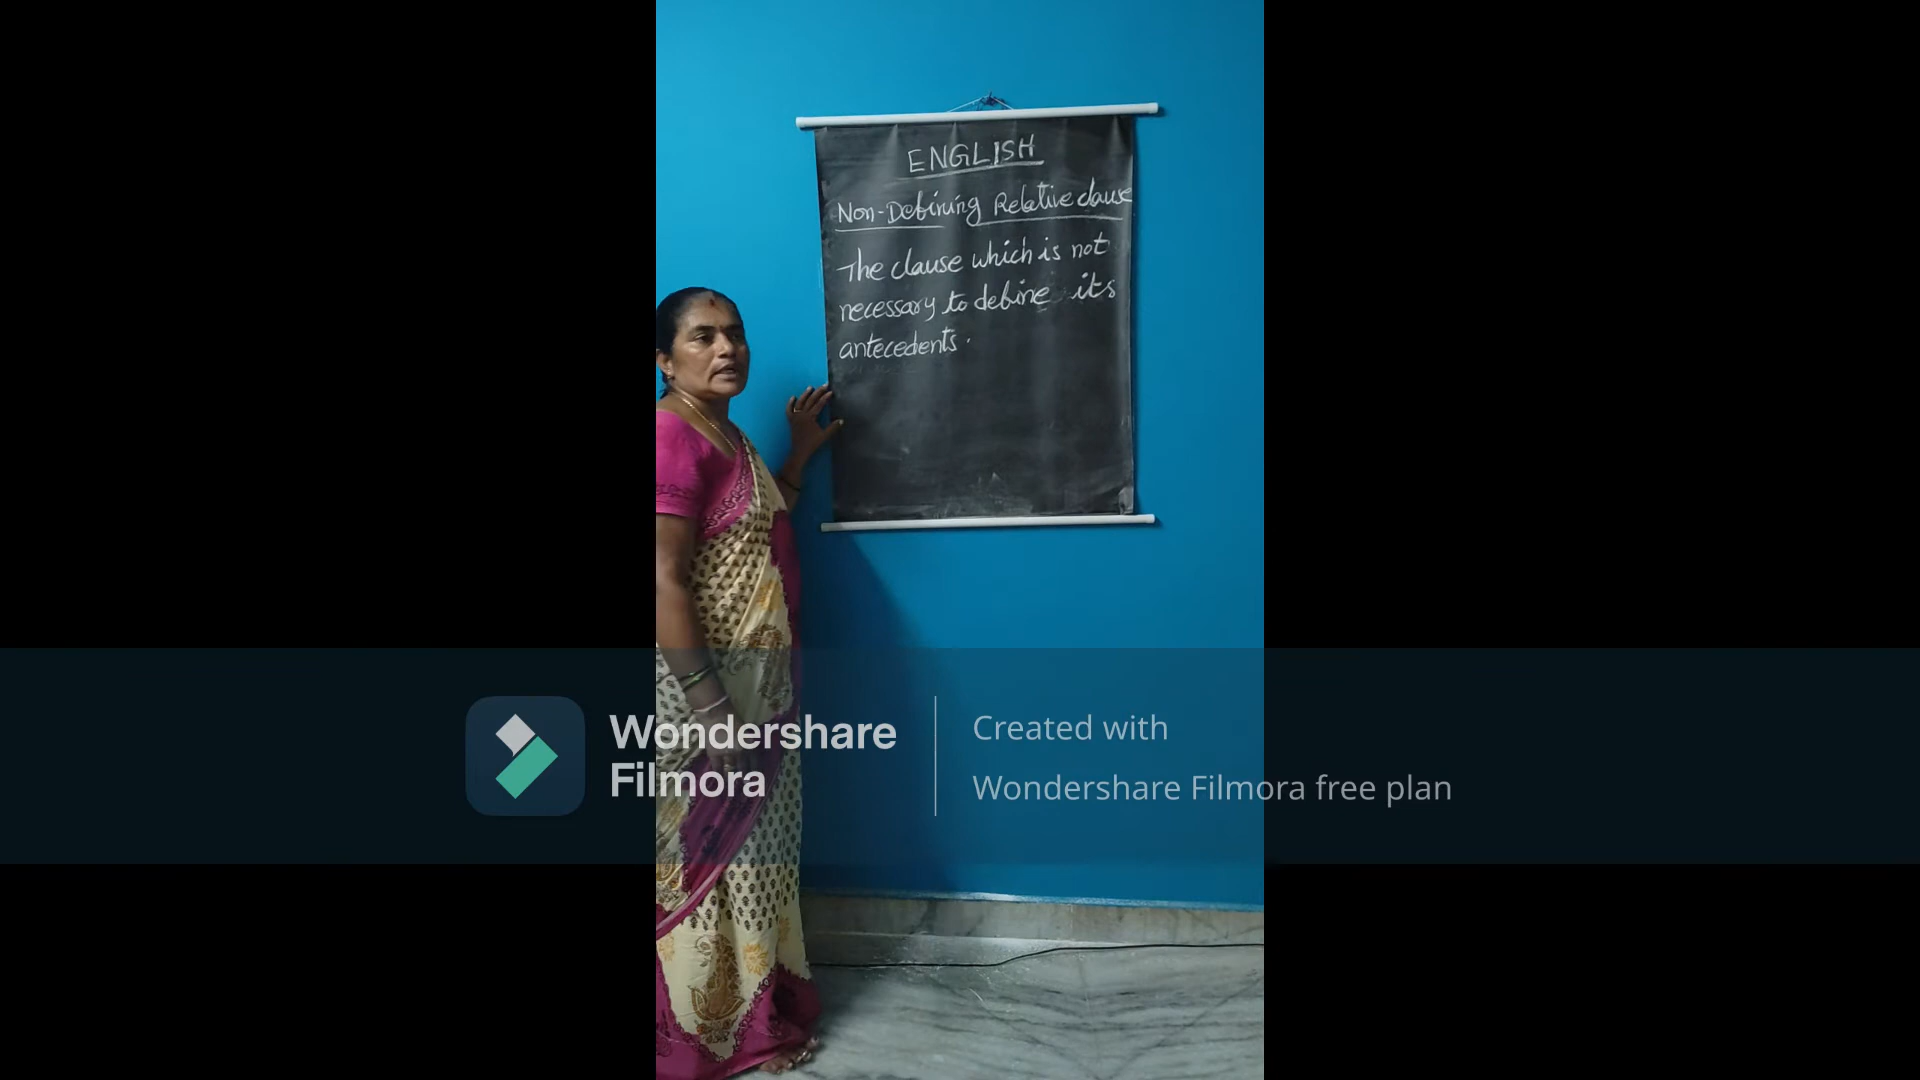 ENGLISH
Non-Defining Relative clause
The clause which is not
necessary to define its
antecedents.
Wondershare
Filmora
Created with
Wondershare Filmora free plan